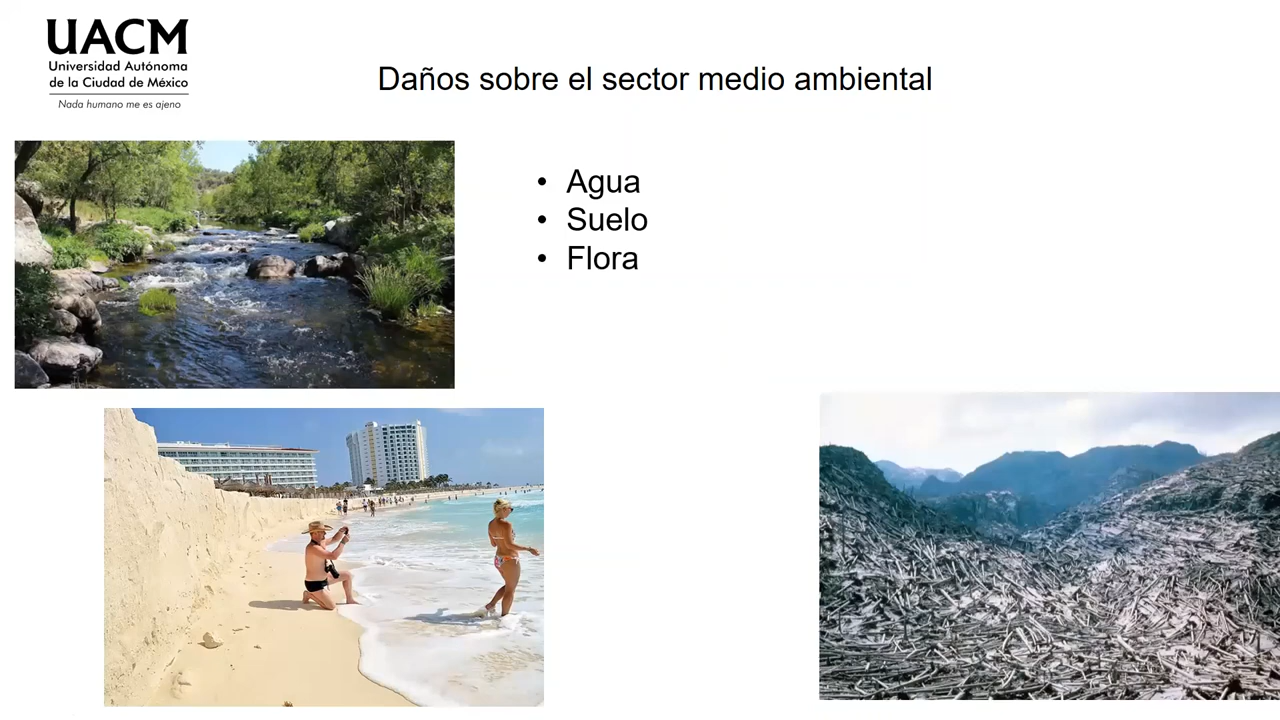 UACM
Universidad Autónoma
de la Ciudad de México
Nada humano me es ajeno
Daños sobre el sector medio ambiental
• Agua
• Suelo
• Flora